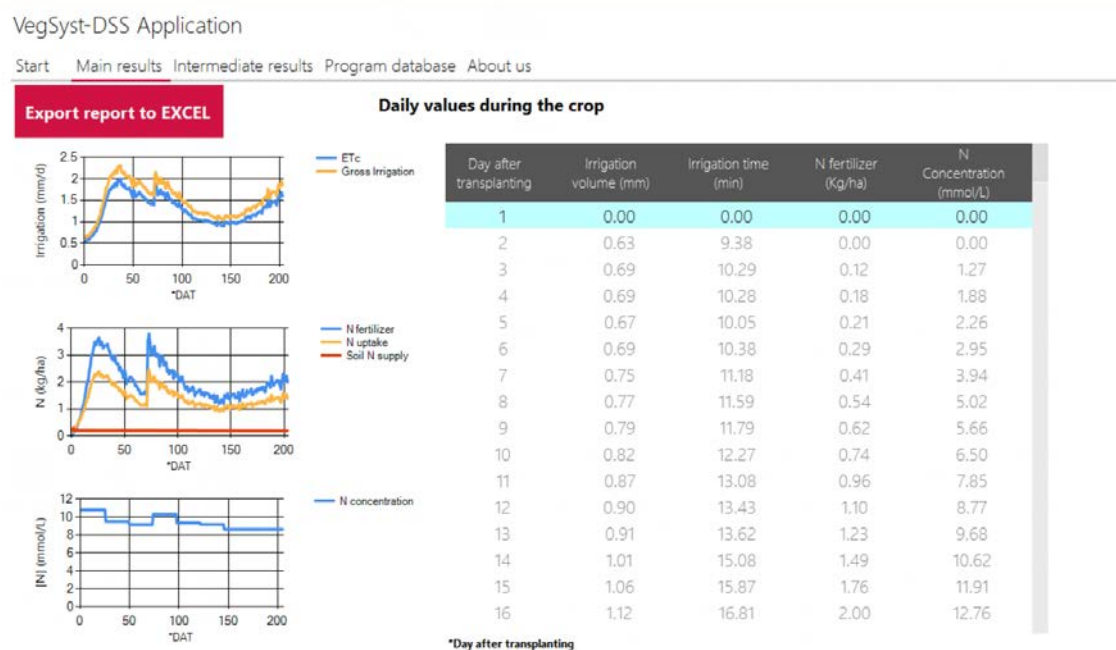 VegSyst-DSS Application
Start Main results Intermediate results Program database About us
Export report to EXCEL
Daily values during the crop
2.5
2
1.5
1
0.5
0
Irrigation (mm/d)
0 50 100 150 200
*DAT
ETc
Gross Irrigation
4
3
2
1
0
N (kg/ha)
0 50 100 150 200
*DAT
N fertilizer
N uptake
Soil N supply
12
10
8
6
4
2
0
[N] (mmol/L)
0 50 100 150 200
*DAT
N concentration
Day after transplanting Irrigation volume (mm) Irrigation time (min) N fertilizer (Kg/ha) N Concentration (mmol/L)
1 0.00 0.00 0.00 0.00
2 0.63 9.38 0.00 0.00
3 0.69 10.29 0.12 1.27
4 0.69 10.28 0.18 1.88
5 0.67 10.05 0.21 2.26
6 0.69 10.38 0.29 2.95
7 0.75 11.18 0.41 3.94
8 0.77 11.59 0.54 5.02
9 0.79 11.79 0.62 5.66
10 0.82 12.27 0.74 6.50
11 0.87 13.08 0.96 7.85
12 0.90 13.43 1.10 8.77
13 0.91 13.62 1.23 9.68
14 1.01 15.08 1.49 10.62
15 1.06 15.87 1.76 11.91
16 1.12 16.81 2.00 12.76
*Day after transplanting